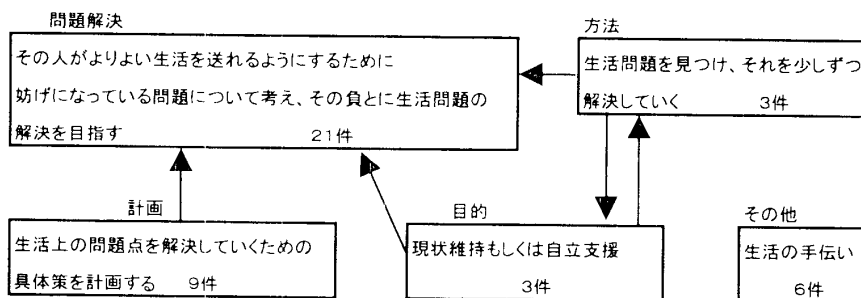 問題解決
その人がよりよい生活を送れるようにするために
妨げになっている問題について考え、その負とに生活問題の
解決を目指す 21件
方法
生活問題を見つけ、それを少しずつ
解決していく 3件
計画
生活上の問題点を解決していくための
具体策を計画する 9件
目的
現状維持もしくは自立支援
3件
その他
生活の手伝い
6件